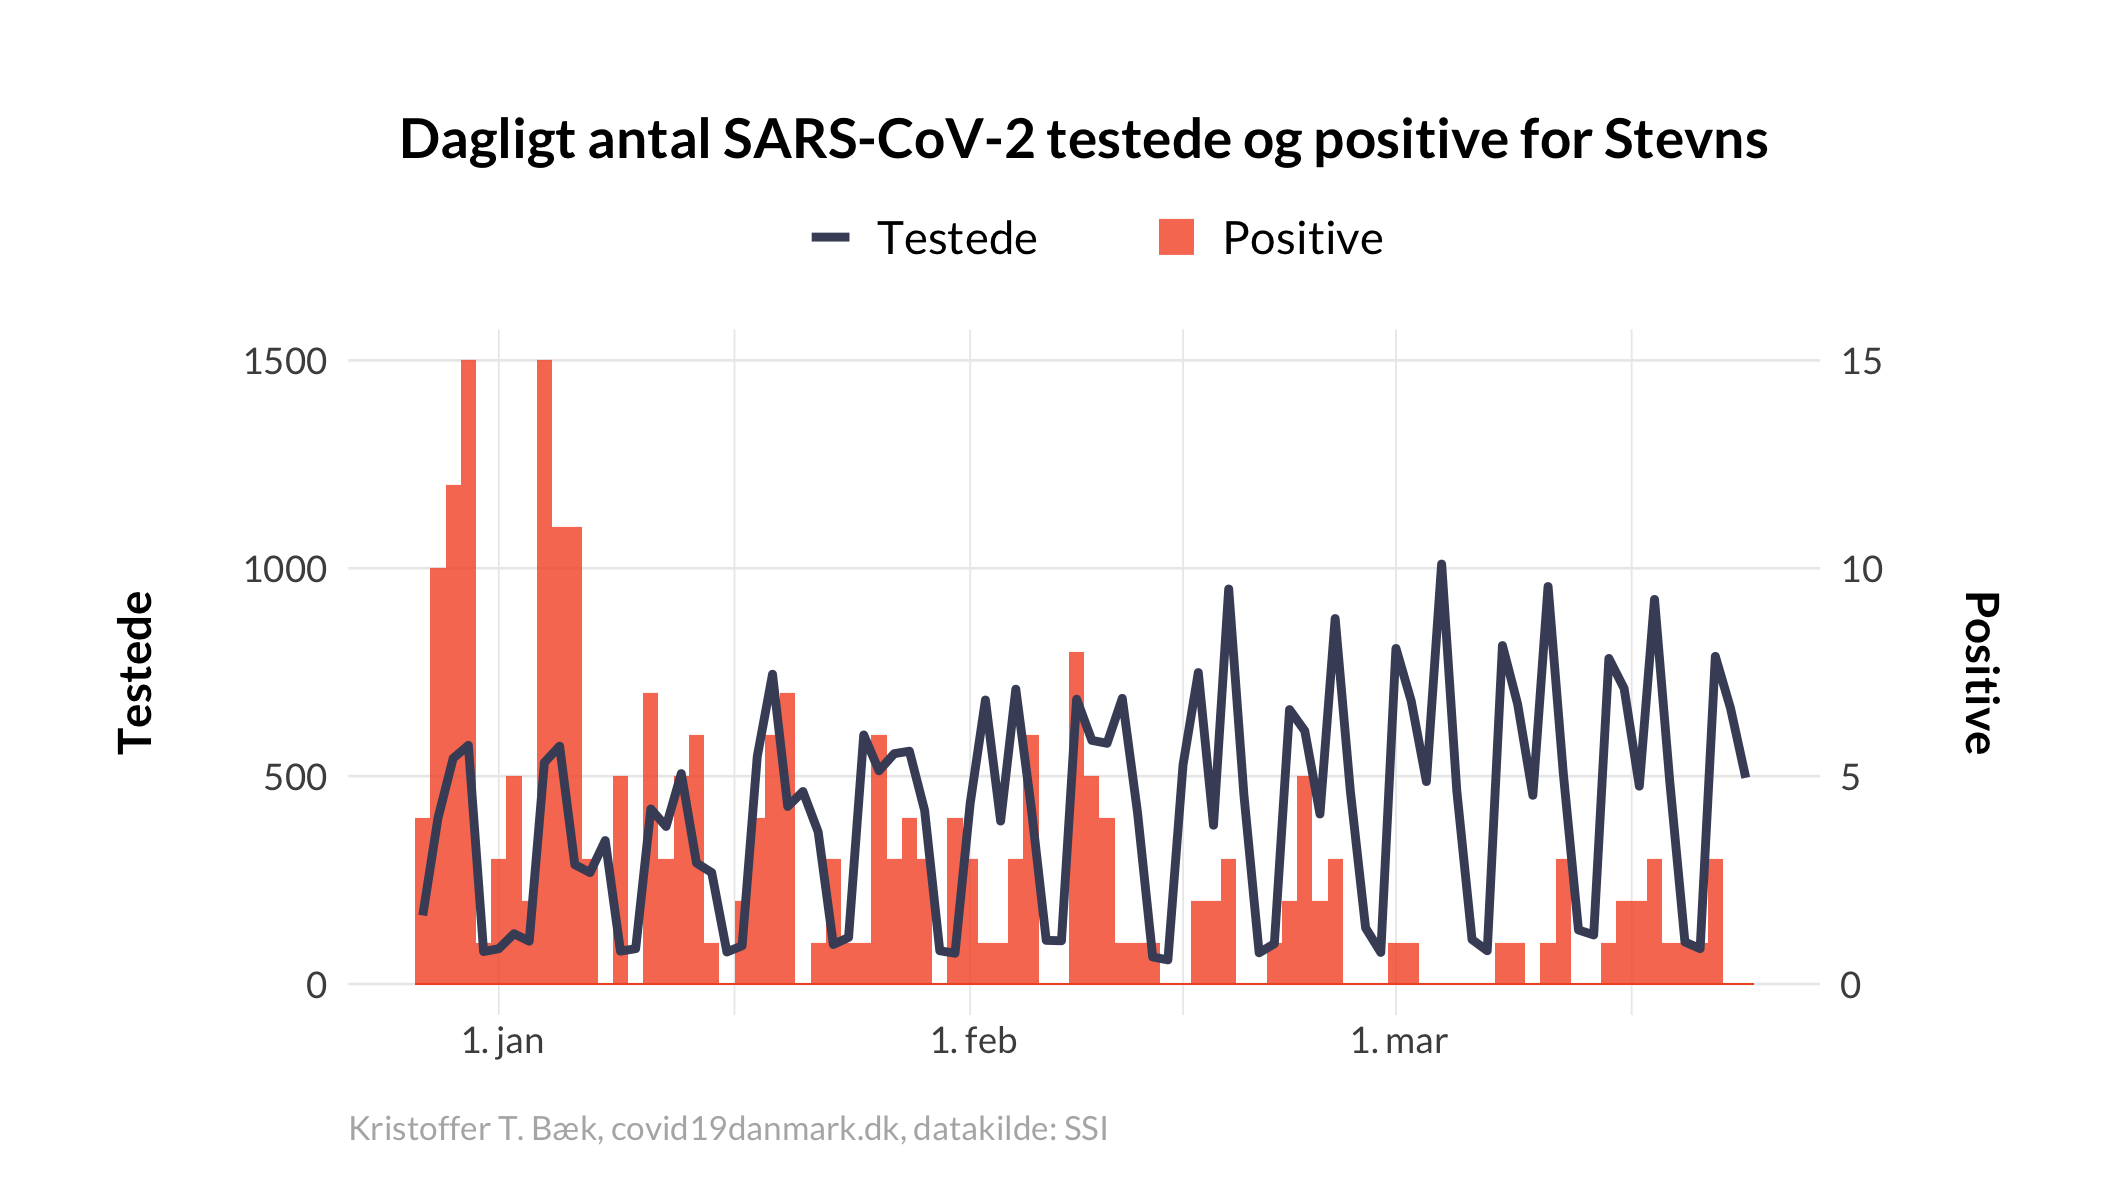 Dagligt antal SARS-CoV-2 testede og positive for Stevns
Testede
Positive
1500
1000
500
0
15
10
5
0
Testede
Positive
1. jan
1. feb
1. mar
Kristoffer T. Bæk, covid19danmark.dk, datakilde: SSI